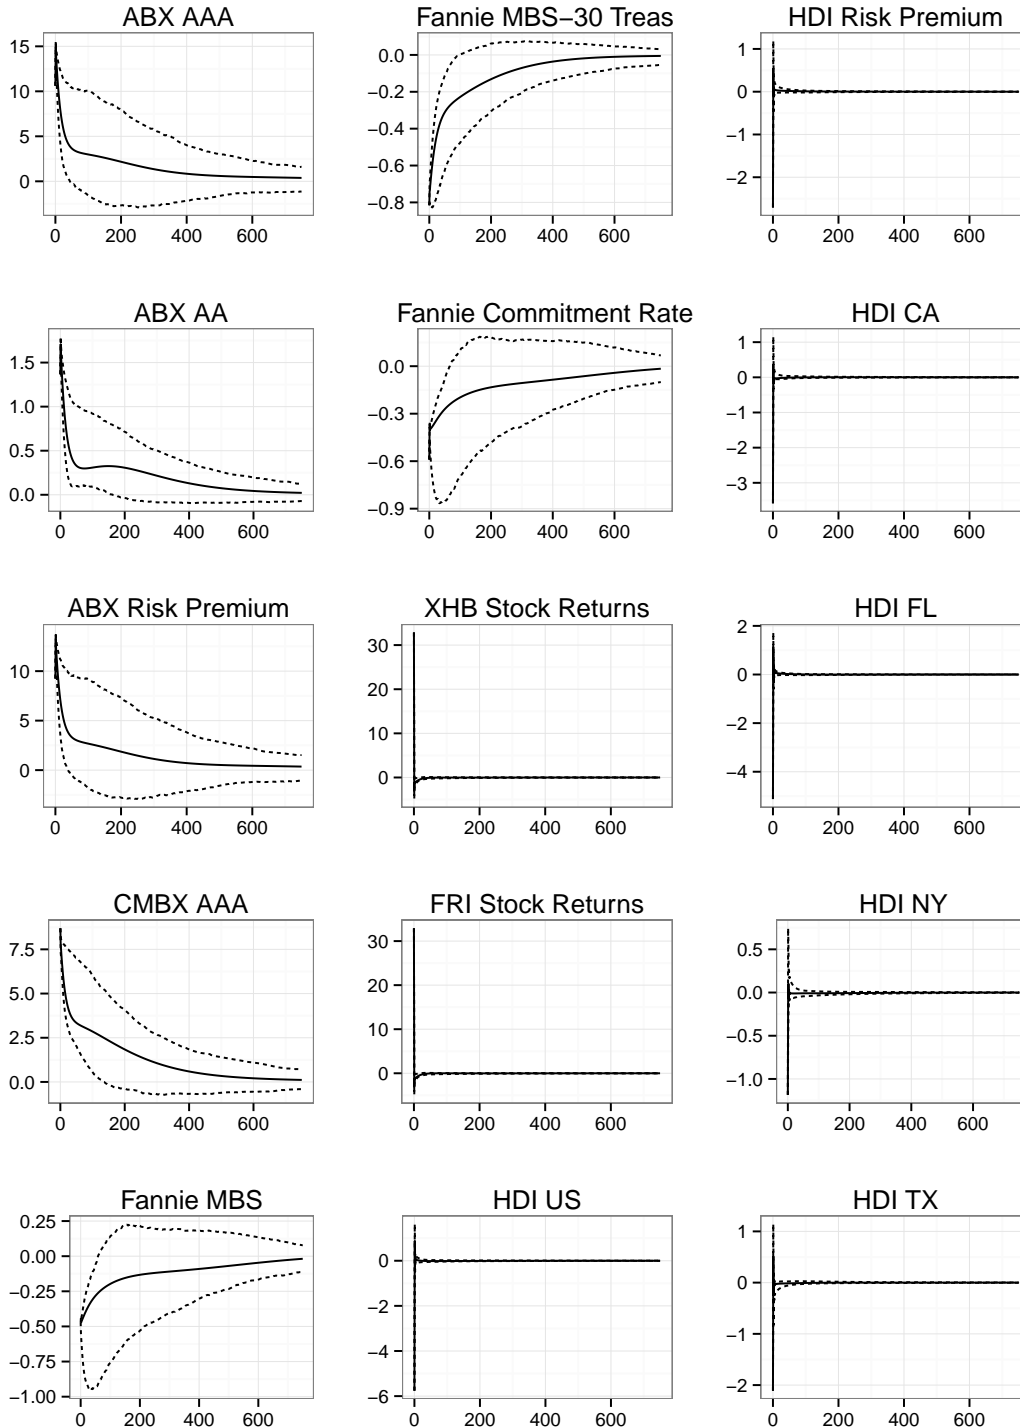 ABX AAA
15
10
5
0
0 200 400 600
Fannie MBS−30 Treas
0.0
−0.2
−0.4
−0.6
−0.8
0 200 400 600
HDI Risk Premium
1
0
−1
−2
0 200 400 600
ABX AA
1.5
1.0
0.5
0.0
0 200 400 600
Fannie Commitment Rate
0.0
−0.3
−0.6
−0.9
0 200 400 600
HDI CA
1
0
−1
−2
−3
0 200 400 600
ABX Risk Premium
10
5
0
0 200 400 600
XHB Stock Returns
30
20
10
0
0 200 400 600
HDI FL
2
0
−2
−4
0 200 400 600
CMBX AAA
7.5
5.0
2.5
0.0
0 200 400 600
FRI Stock Returns
30
20
10
0
0 200 400 600
HDI NY
0.5
0.0
−0.5
−1.0
0 200 400 600
Fannie MBS
0.25
0.00
−0.25
−0.50
−0.75
−1.00
0 200 400 600
HDI US
0
−2
−4
−6
0 200 400 600
HDI TX
1
0
−1
−2
0 200 400 600